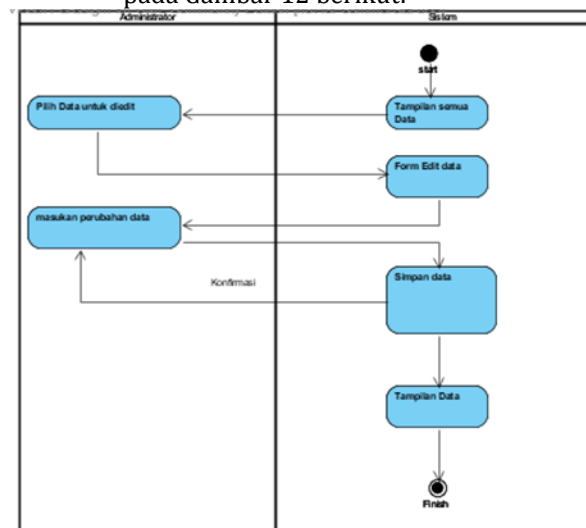 pada Gambar 12 berikut.
Administrator
Sistem
start
Pilih Data untuk diedit
Tampilan semua
Data
Form Edit data
masukan perubahan data
Simpan data
Konfirmasi
Tampilan Data
Finish